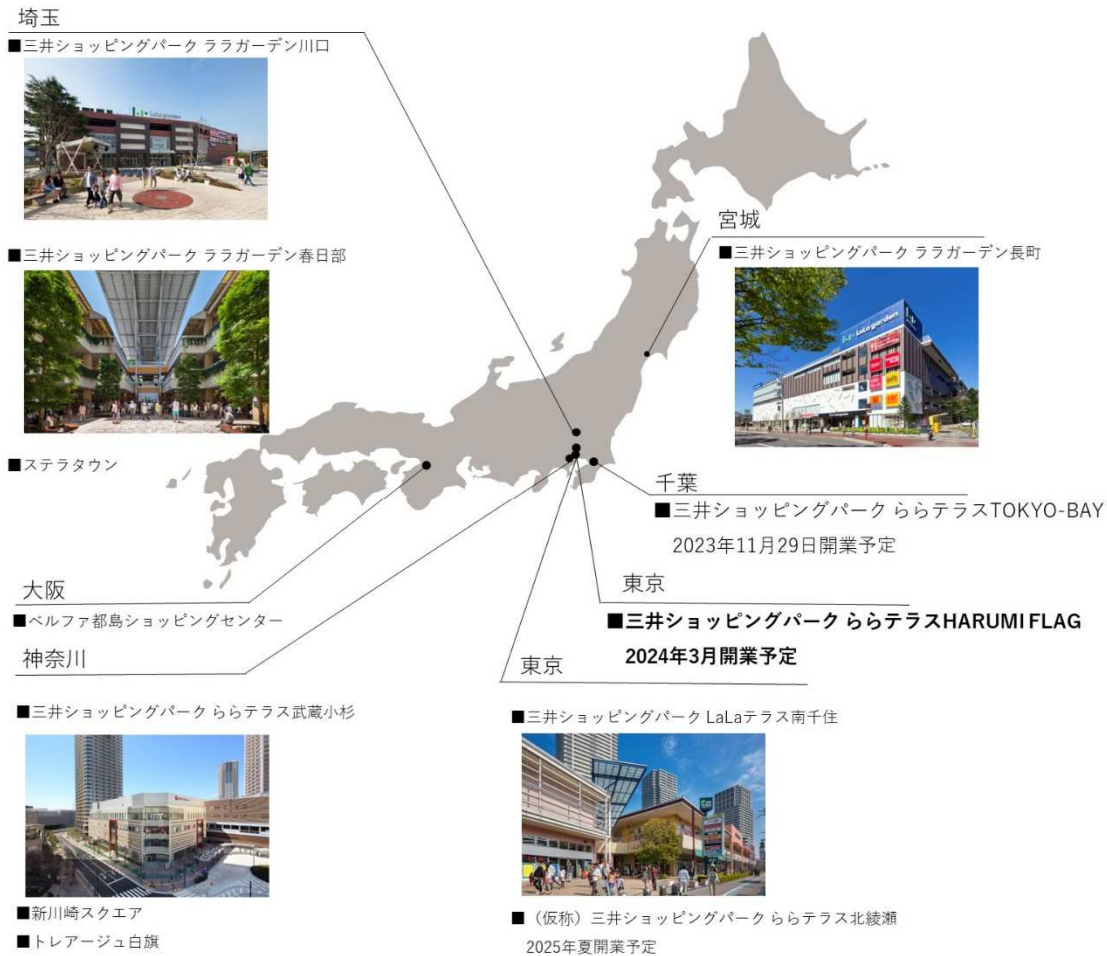 埼玉
■三井ショッピングパーク ララガーデン川口
LaLa garden
■三井ショッピングパーク ララガーデン春日部
■ステラタウン
宮城
■三井ショッピングパーク ララガーデン長町
LaLa garden
千葉
■三井ショッピングパーク ららテラスTOKYO-BAY
2023年11月29日開業予定
東京
■三井ショッピングパーク ららテラスHARUMI FLAG
2024年3月開業予定
大阪
■ベルファ都島ショッピングセンター
神奈川
■三井ショッピングパーク ららテラス武蔵小杉
■新川崎スクエア
■トレアージュ白旗
東京
■三井ショッピングパーク LaLaテラス南千住
■（仮称）三井ショッピングパーク ららテラス北綾瀬
2025年夏開業予定